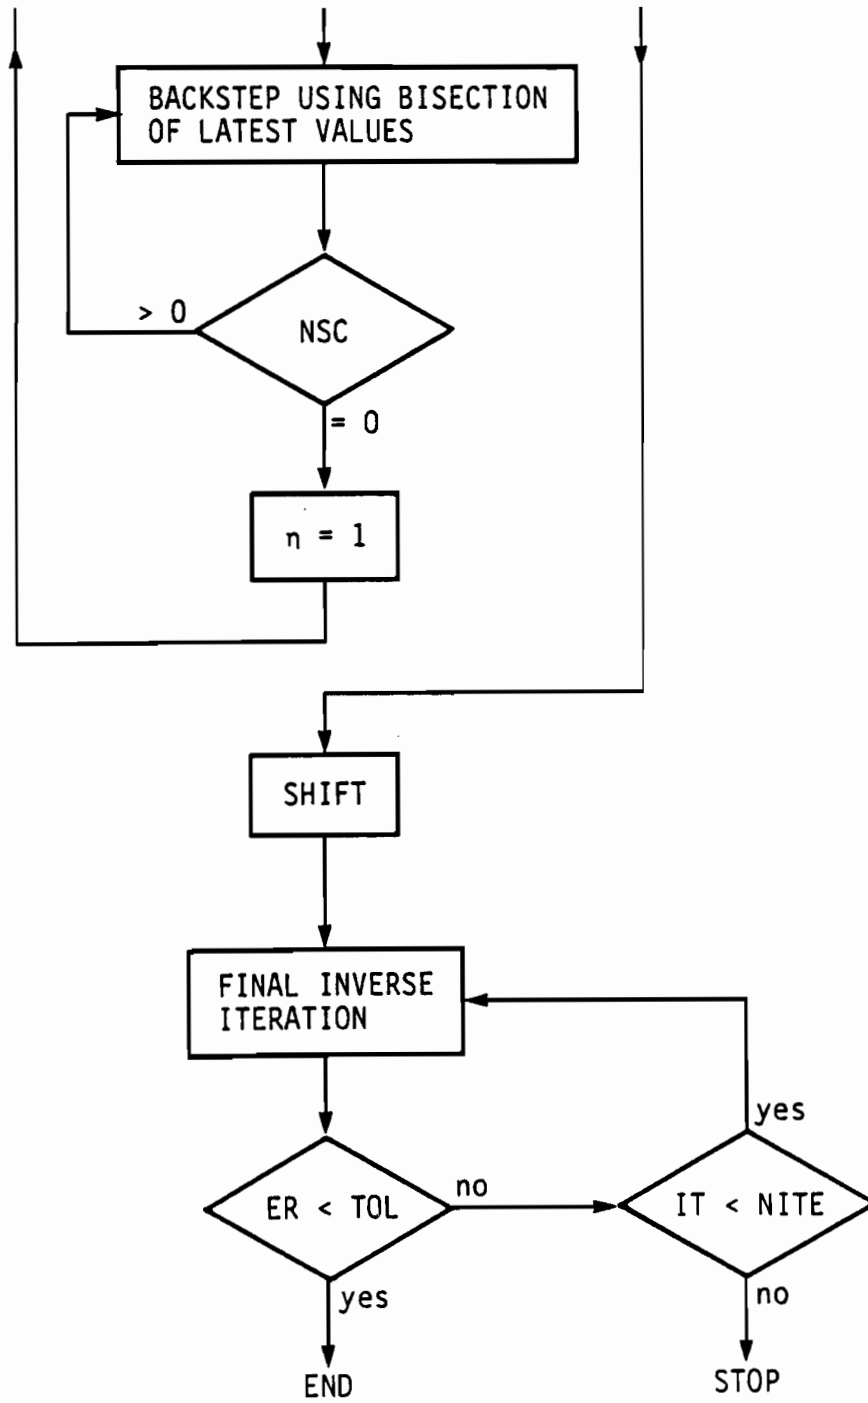 BACKSTEP USING BISECTION
OF LATEST VALUES
> 0
NSC
= 0
η = 1
SHIFT
FINAL INVERSE
ITERATION
yes
ER < TOL
no
IT < NITE
yes
no
END
STOP